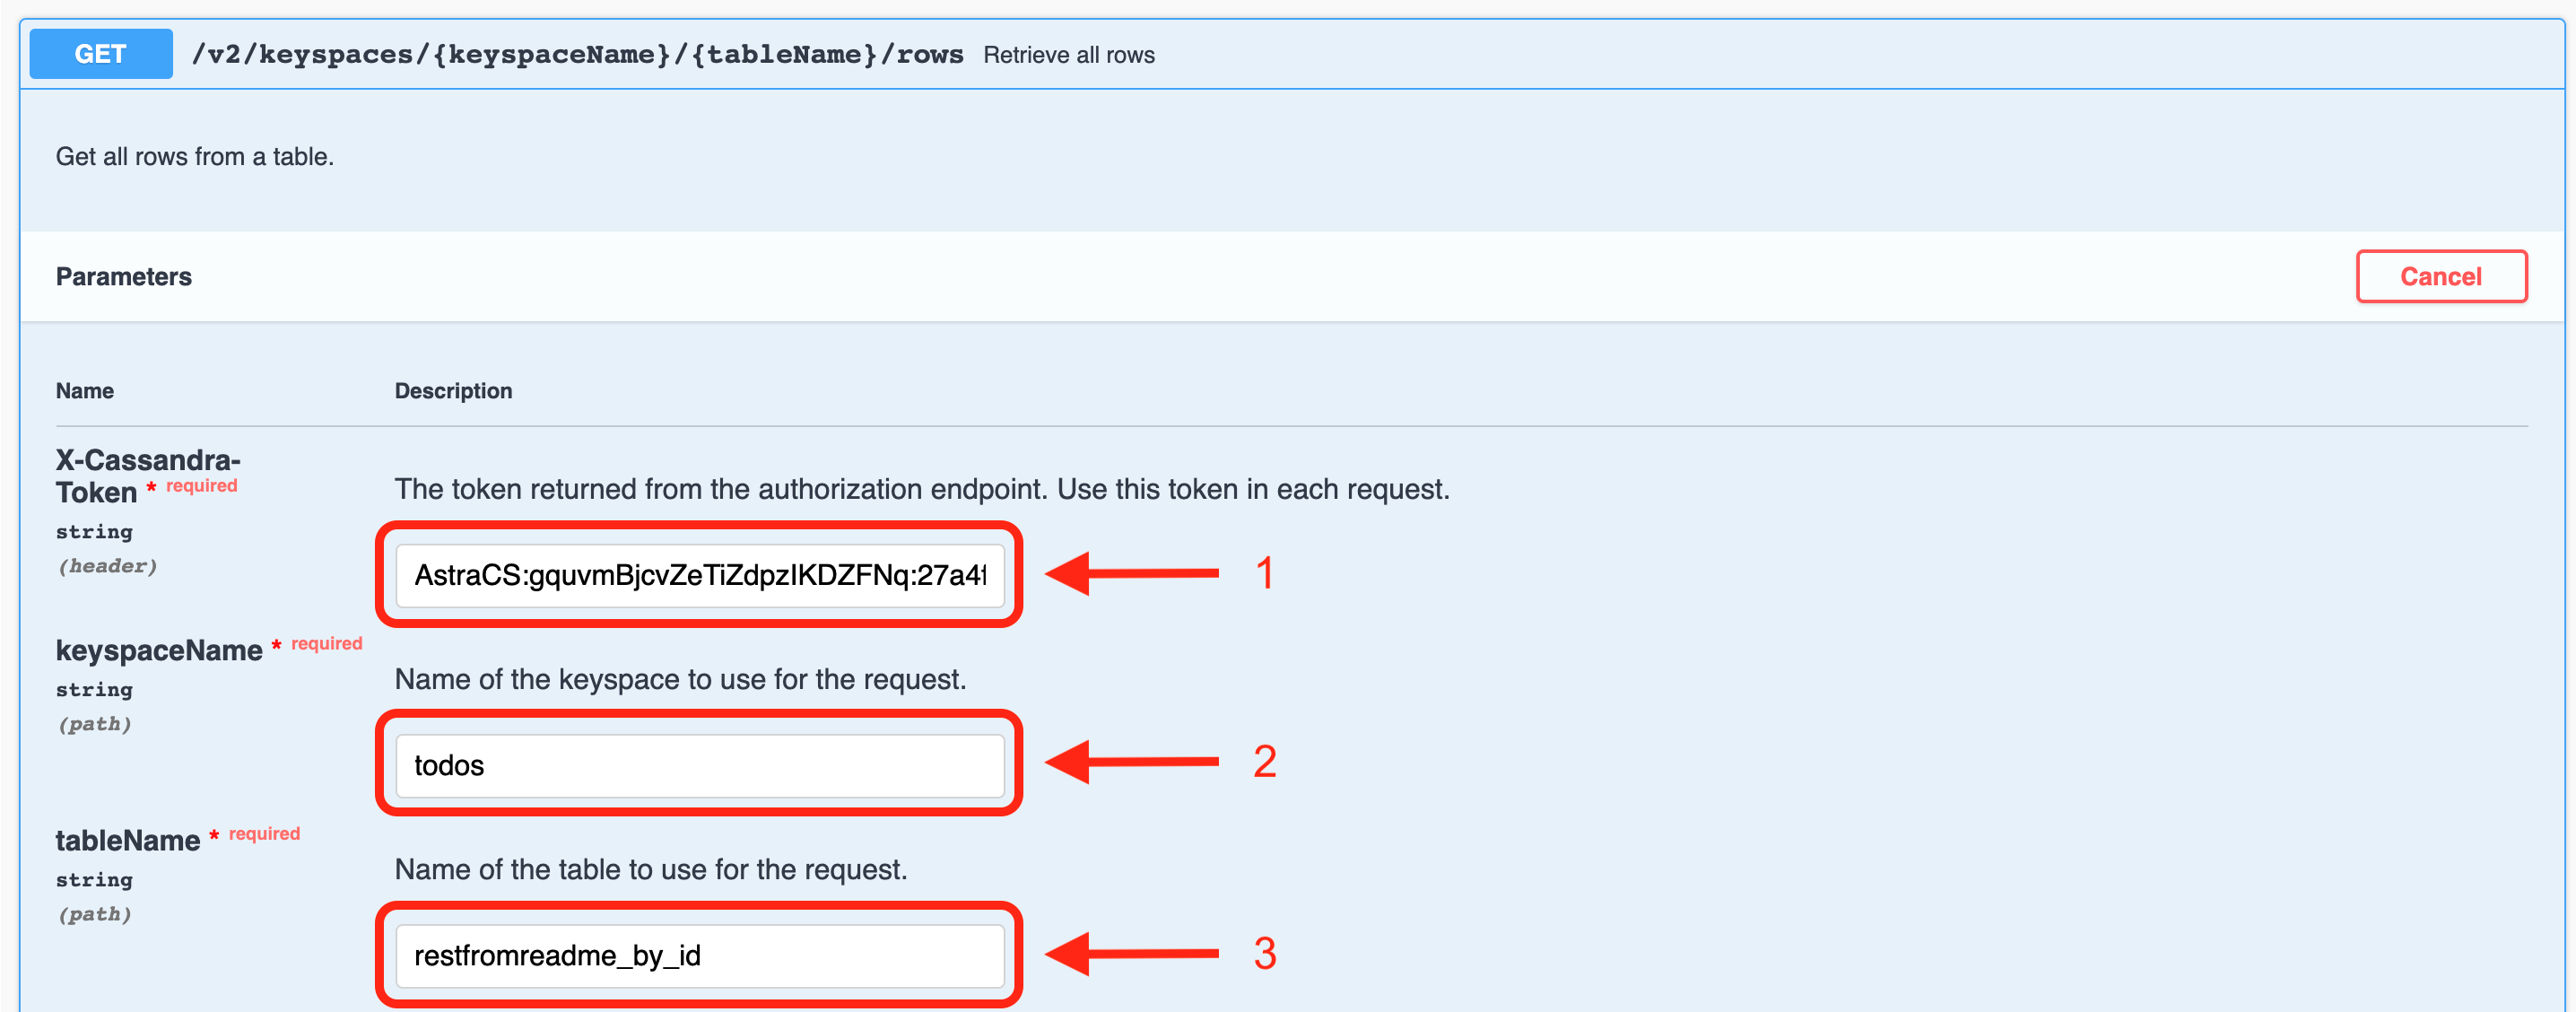 GET /v2/keyspaces/{keyspaceName}/{tableName}/rows Retrieve all rows
Get all rows from a table.
Parameters Cancel
Name Description
X-Cassandra-
Token * required
string
(header)
The token returned from the authorization endpoint. Use this token in each request.
AstraCS:gquvmBjcvZeTiZdpzIKDZFNq:27a4f 1
keyspaceName * required
string
(path)
Name of the keyspace to use for the request.
todos 2
tableName * required
string
(path)
Name of the table to use for the request.
restfromreadme_by_id 3